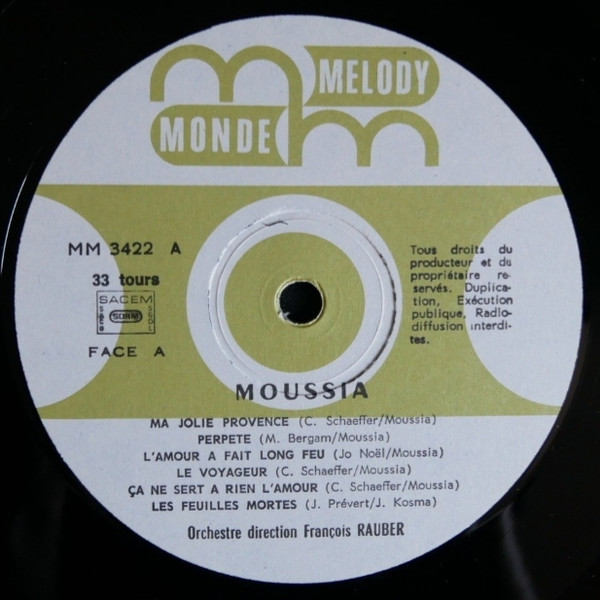 MELODY
MONDE
MM 3422 A
33 tours
SACEM
SDRM
FACE A
Tous droits du
producteur et du
propriétaire re-
servés. Duplica-
tion, Exécution
publique, Radio-
diffusion interdi-
tes.
MOUSSIA
MA JOLIE PROVENCE (C. Schaeffer/Moussia)
PERPETE (M. Bergam/Moussia)
L'AMOUR A FAIT LONG FEU (Jo Noël/Moussia)
LE VOYAGEUR (C. Schaeffer/Moussia)
ÇA NE SERT A RIEN L'AMOUR (C. Schaeffer/Moussia)
LES FEUILLES MORTES (J. Prévert/J. Kosma)
Orchestre direction François RAUBER